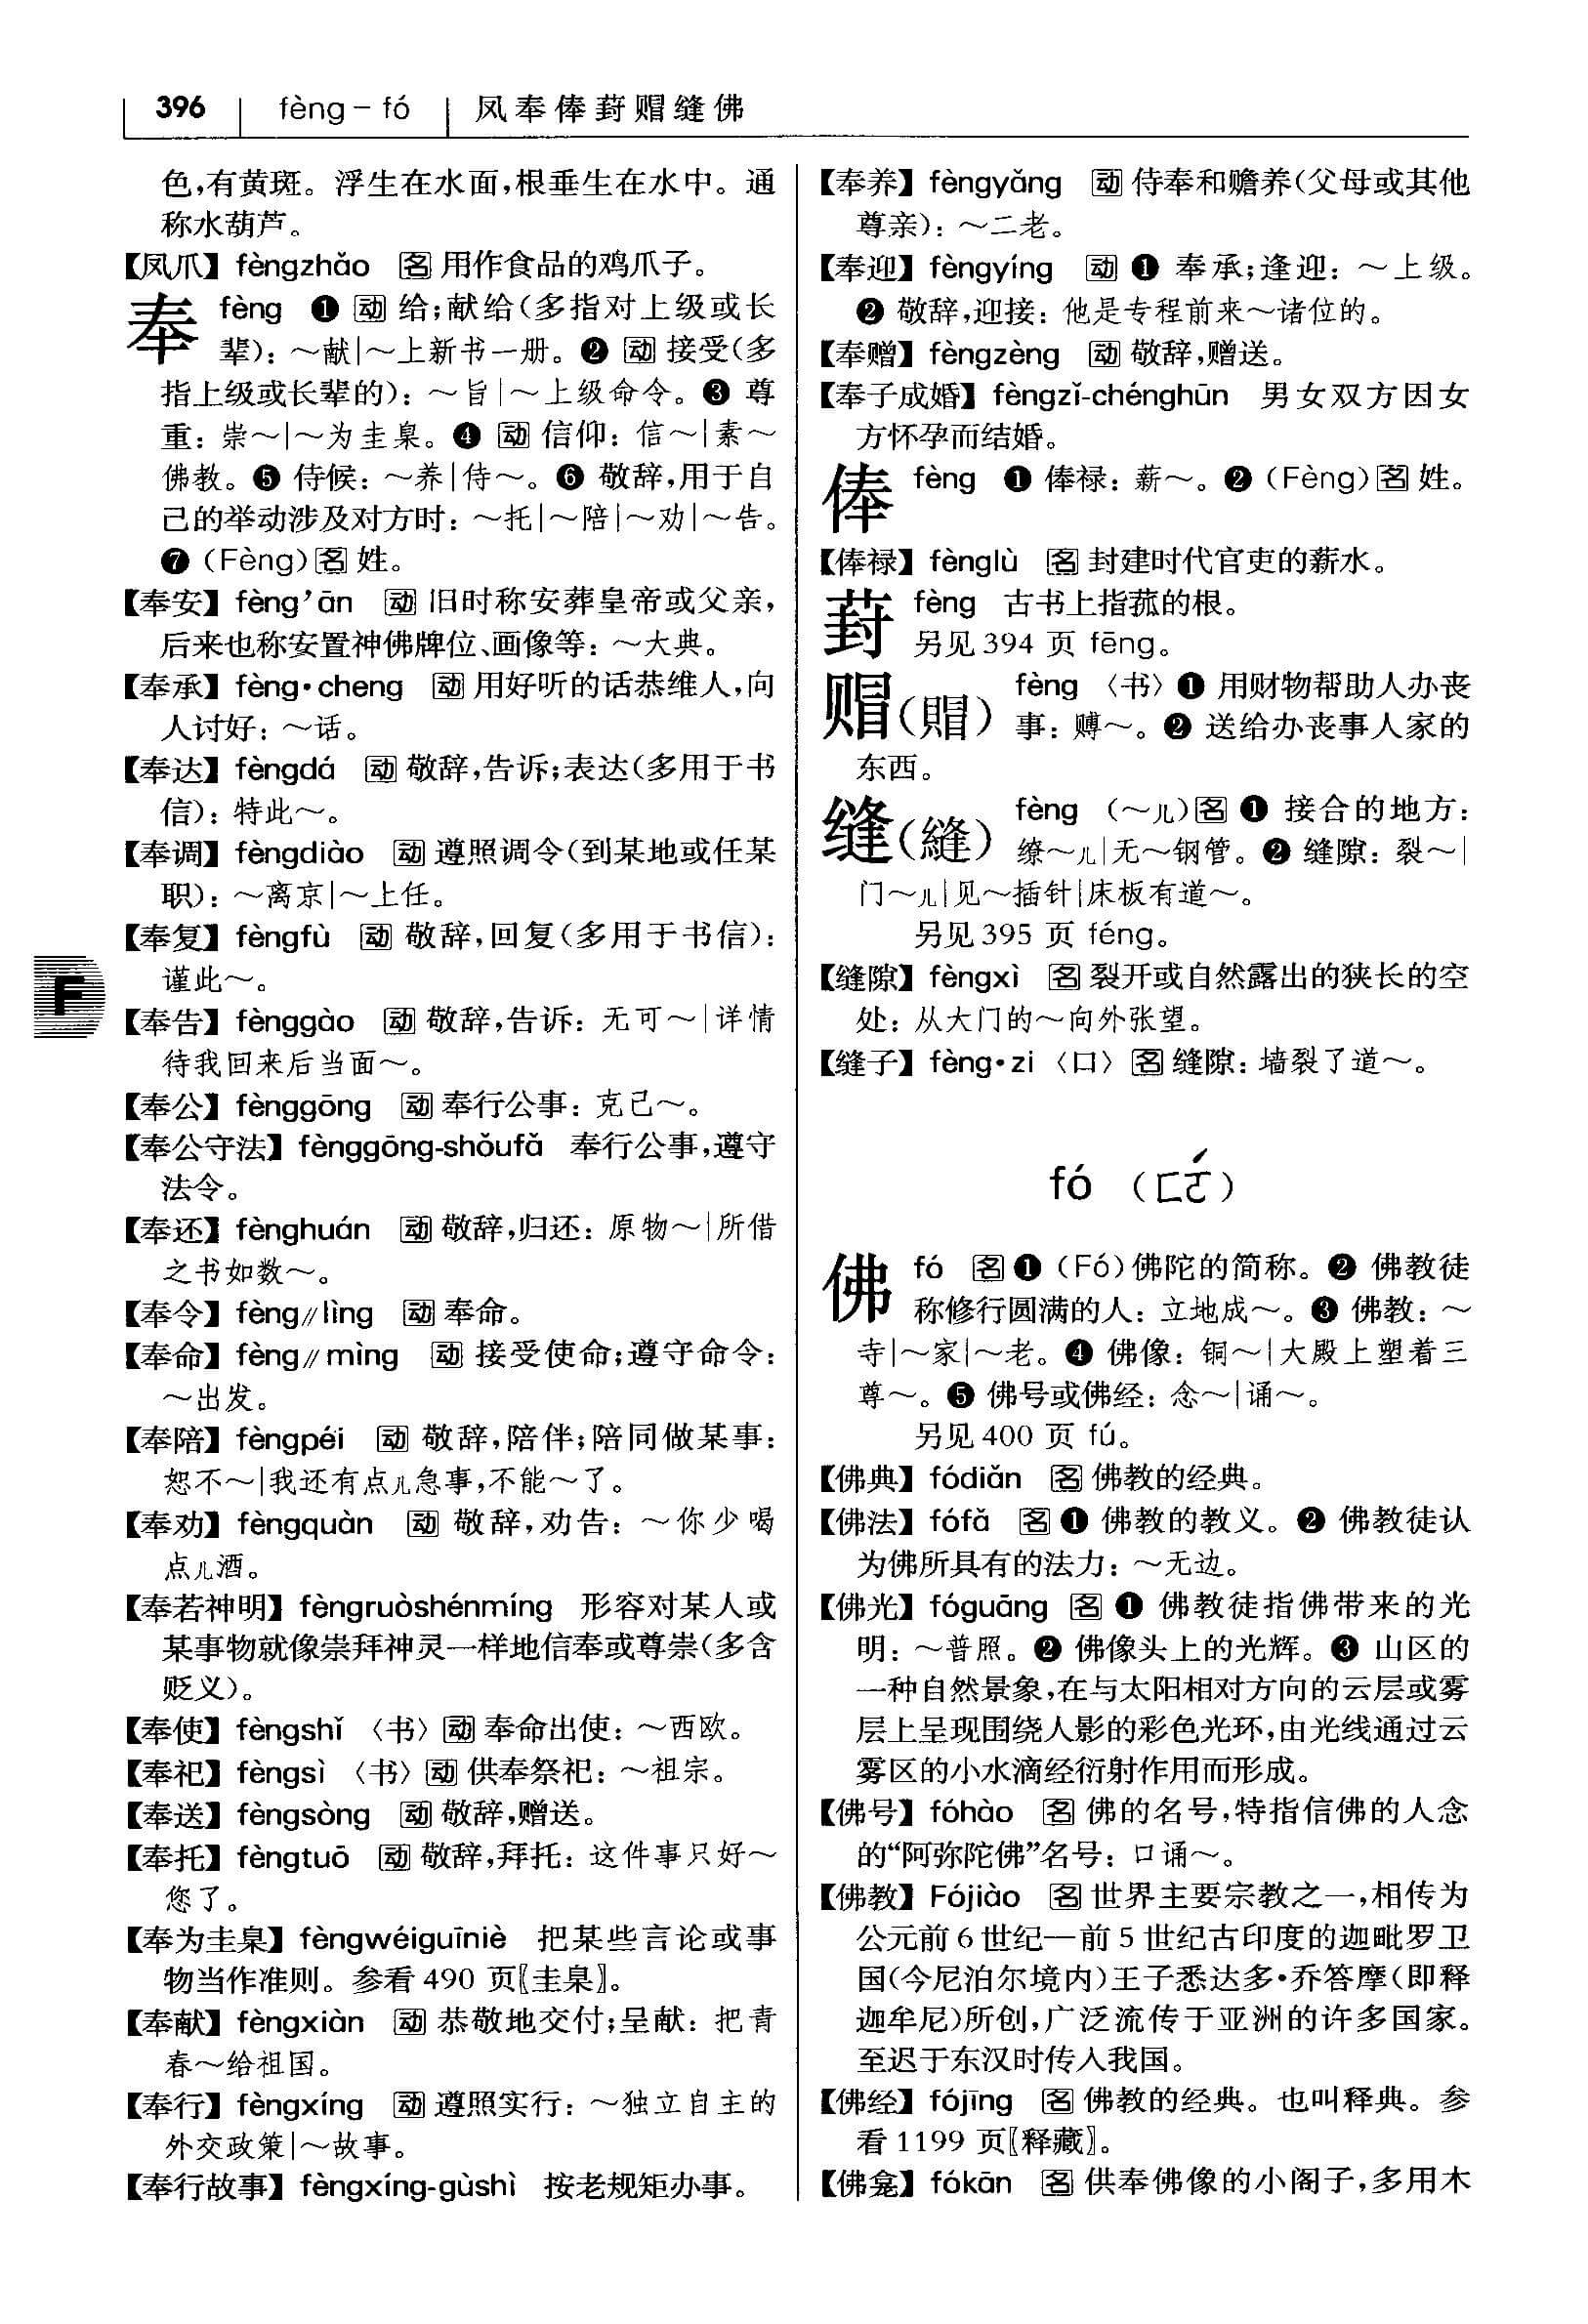 396 fèng – fó 凤奉俸葑赗缝佛
色,有黄斑。浮生在水面,根垂生在水中。通
称水葫芦。
【凤爪】 fèngzhǎo 名 用作食品的鸡爪子。
奉 fèng ❶ 动 给;献给(多指对上级或长
辈):～献|～上新书一册。❷ 动 接受(多
指上级或长辈的):～旨|～上级命令。❸ 尊
重:崇～|～为圭臬。❹ 动 信仰:信～|素～
佛教。❺ 侍候:～养|侍～。❻ 敬辞,用于自
己的举动涉及对方时:～托|～陪|～劝|～告。
❼ (Fèng)名 姓。
【奉安】 fèng’ān 动 旧时称安葬皇帝或父亲,
后来也称安置神佛牌位、画像等:～大典。
【奉承】 fèng•cheng 动 用好听的话恭维人,向
人讨好:～话。
【奉达】 fèngdá 动 敬辞,告诉;表达(多用于书
信):特此～。
【奉调】 fèngdiào 动 遵照调令(到某地或任某
职):～离京|～上任。
【奉复】 fèngfù 动 敬辞,回复(多用于书信):
谨此～。
F
【奉告】 fènggào 动 敬辞,告诉:无可～|详情
待我回来后当面～。
【奉公】 fènggōng 动 奉行公事:克己～。
【奉公守法】 fènggōng-shǒufǎ 奉行公事,遵守
法令。
【奉还】 fènghuán 动 敬辞,归还:原物～|所借
之书如数～。
【奉令】 fèng∥lìng 动 奉命。
【奉命】 fèng∥mìng 动 接受使命;遵守命令:
～出发。
【奉陪】 fèngpéi 动 敬辞,陪伴;陪同做某事:
恕不～|我还有点儿急事,不能～了。
【奉劝】 fèngquàn 动 敬辞,劝告:～你少喝
点儿酒。
【奉若神明】 fèngruòshénmíng 形容对某人或
某事物就像崇拜神灵一样地信奉或尊崇(多含
贬义)。
【奉使】 fèngshǐ 〈书〉动 奉命出使:～西欧。
【奉祀】 fèngsì 〈书〉动 供奉祭祀:～祖宗。
【奉送】 fèngsòng 动 敬辞,赠送。
【奉托】 fèngtuō 动 敬辞,拜托:这件事只好～
您了。
【奉为圭臬】 fèngwéiguīniè 把某些言论或事
物当作准则。参看 490 页〖圭臬〗。
【奉献】 fèngxiàn 动 恭敬地交付;呈献:把青
春～给祖国。
【奉行】 fèngxíng 动 遵照实行:～独立自主的
外交政策|～故事。
【奉行故事】 fèngxíng-gùshì 按老规矩办事。
【奉养】 fèngyǎng 动 侍奉和赡养(父母或其他
尊亲):～二老。
【奉迎】 fèngyíng 动 ❶ 奉承;逢迎:～上级。
❷ 敬辞,迎接:他是专程前来～诸位的。
【奉赠】 fèngzèng 动 敬辞,赠送。
【奉子成婚】 fèngzǐ-chénghūn 男女双方因女
方怀孕而结婚。
俸 fèng ❶ 俸禄:薪～。❷ (Fèng)名 姓。
【俸禄】 fènglù 名 封建时代官吏的薪水。
葑 fèng 古书上指菰的根。
另见 394 页 fēng。
赗(賵) fèng 〈书〉❶ 用财物帮助人办丧
事:赙～。❷ 送给办丧事人家的
东西。
缝(縫) fèng (～儿)名 ❶ 接合的地方:
缭～儿|无～钢管。❷ 缝隙:裂～|
门～儿|见～插针|床板有道～。
另见 395 页 féng。
【缝隙】 fèngxì 名 裂开或自然露出的狭长的空
处:从大门的～向外张望。
【缝子】 fèng•zi 〈口〉名 缝隙:墙裂了道～。
fó (ㄈㄛˊ)
佛 fó 名 ❶ (Fó)佛陀的简称。❷ 佛教徒
称修行圆满的人:立地成～。❸ 佛教:～
寺|～家|～老。❹ 佛像:铜～|大殿上塑着三
尊～。❺ 佛号或佛经:念～|诵～。
另见 400 页 fú。
【佛典】 fódiǎn 名 佛教的经典。
【佛法】 fófǎ 名 ❶ 佛教的教义。❷ 佛教徒认
为佛所具有的法力:～无边。
【佛光】 fóguāng 名 ❶ 佛教徒指佛带来的光
明:～普照。❷ 佛像头上的光辉。❸ 山区的
一种自然景象,在与太阳相对方向的云层或雾
层上呈现围绕人影的彩色光环,由光线通过云
雾区的小水滴经衍射作用而形成。
【佛号】 fóhào 名 佛的名号,特指信佛的人念
的“阿弥陀佛”名号:口诵～。
【佛教】 Fójiào 名 世界主要宗教之一,相传为
公元前 6 世纪—前 5 世纪古印度的迦毗罗卫
国(今尼泊尔境内)王子悉达多•乔答摩(即释
迦牟尼)所创,广泛流传于亚洲的许多国家。
至迟于东汉时传入我国。
【佛经】 fójīng 名 佛教的经典。也叫释典。参
看 1199 页〖释藏〗。
【佛龛】 fókān 名 供奉佛像的小阁子,多用木